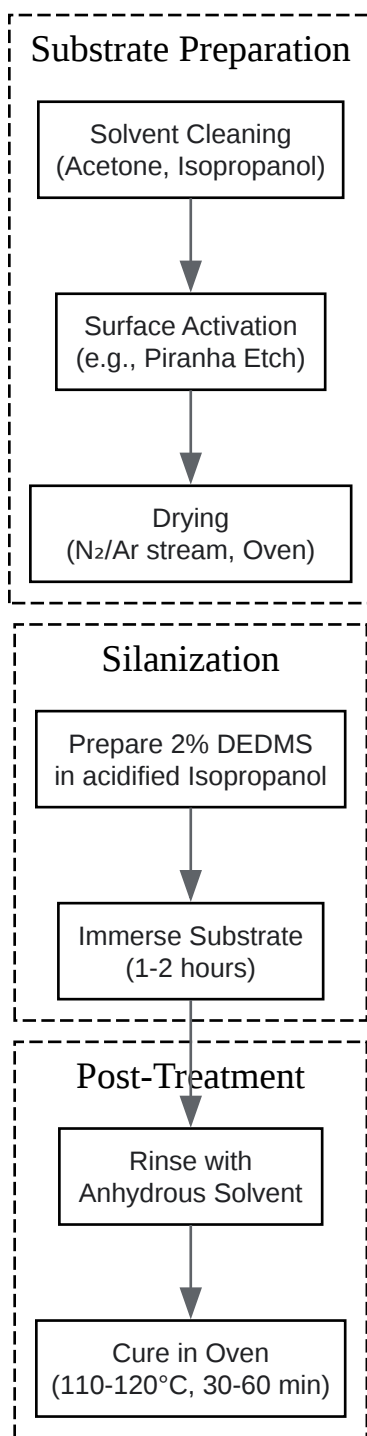 Substrate Preparation
Solvent Cleaning
(Acetone, Isopropanol)
Surface Activation
(e.g., Piranha Etch)
Drying
(N₂/Ar stream, Oven)
Silanization
Prepare 2% DEDMS
in acidified Isopropanol
Immerse Substrate
(1-2 hours)
Post-Treatment
Rinse with
Anhydrous Solvent
Cure in Oven
(110-120°C, 30-60 min)